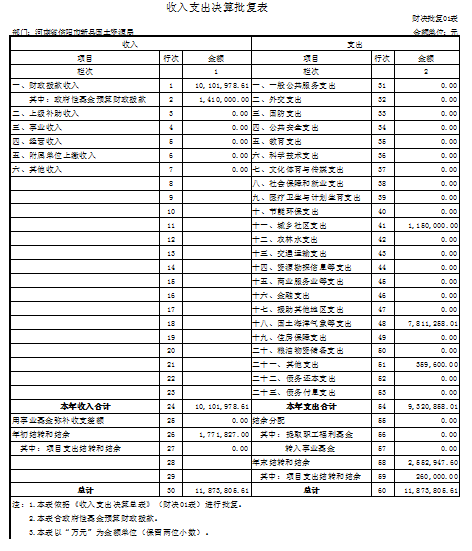 收入支出决算批复表
财决批复01表
部门：河南省信阳市新县国土资源局 金额单位：元
收入 支出
项目 行次 金额 项目 行次 金额
栏次 1 栏次 2
一、财政拨款收入 1 10,101,978.61 一、一般公共服务支出 31 0.00
其中：政府性基金预算财政拨款 2 1,410,000.00 二、外交支出 32 0.00
二、上级补助收入 3 0.00 三、国防支出 33 0.00
三、事业收入 4 0.00 四、公共安全支出 34 0.00
四、经营收入 5 0.00 五、教育支出 35 0.00
五、附属单位上缴收入 6 0.00 六、科学技术支出 36 0.00
六、其他收入 7 0.00 七、文化体育与传媒支出 37 0.00
8 八、社会保障和就业支出 38 0.00
9 九、医疗卫生与计划生育支出 39 0.00
10 十、节能环保支出 40 0.00
11 十一、城乡社区支出 41 1,150,000.00
12 十二、农林水支出 42 0.00
13 十三、交通运输支出 43 0.00
14 十四、资源勘探信息等支出 44 0.00
15 十五、商业服务业等支出 45 0.00
16 十六、金融支出 46 0.00
17 十七、援助其他地区支出 47 0.00
18 十八、国土海洋气象等支出 48 7,811,258.01
19 十九、住房保障支出 49 0.00
20 二十、粮油物资储备支出 50 0.00
21 二十一、其他支出 51 359,600.00
22 二十二、债务还本支出 52 0.00
23 二十三、债务付息支出 53 0.00
本年收入合计 24 10,101,978.61 本年支出合计 54 9,320,858.01
用事业基金弥补收支差额 25 0.00 结余分配 55 0.00
年初结转和结余 26 1,771,827.00 其中：提取职工福利基金 56 0.00
其中：项目支出结转和结余 27 0.00 转入事业基金 57 0.00
28 年末结转和结余 58 2,552,947.60
29 其中：项目支出结转和结余 59 260,000.00
总计 30 11,873,805.61 总计 60 11,873,805.61
注：1.本表依据《收入支出决算总表》（财决01表）进行批复。
2.本表含政府性基金预算财政拨款。
3.本表以“万元”为金额单位（保留两位小数）。